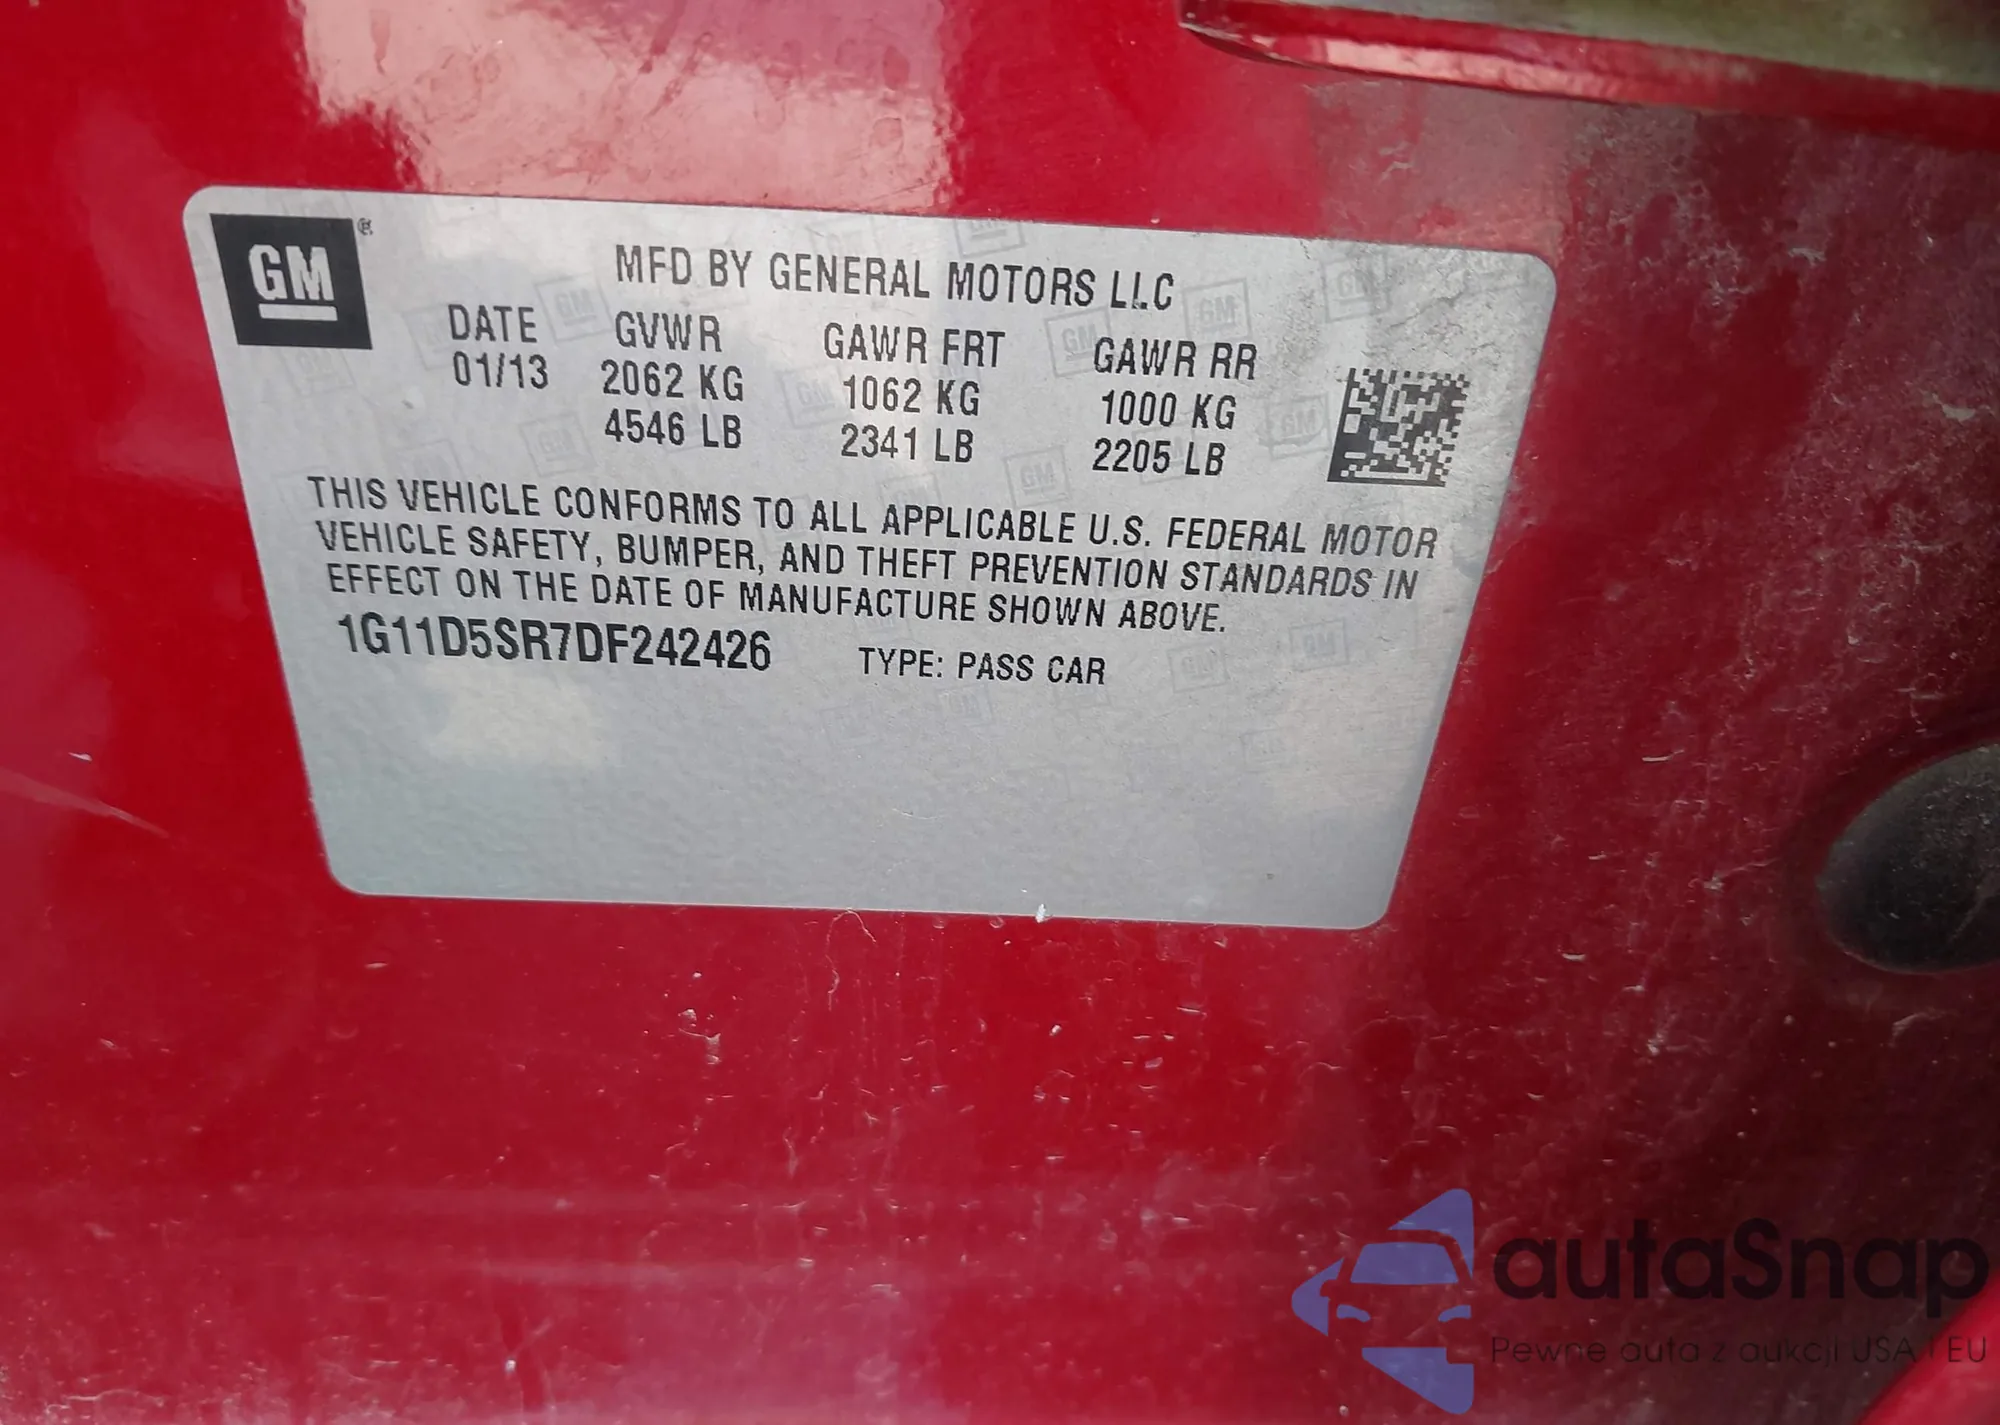 GM ®
MFD BY GENERAL MOTORS LLC
DATE GVWR GAWR FRT GAWR RR
01/13 2062 KG 1062 KG 1000 KG
4546 LB 2341 LB 2205 LB
THIS VEHICLE CONFORMS TO ALL APPLICABLE U.S. FEDERAL MOTOR
VEHICLE SAFETY, BUMPER, AND THEFT PREVENTION STANDARDS IN
EFFECT ON THE DATE OF MANUFACTURE SHOWN ABOVE.
1G11D5SR7DF242426 TYPE: PASS CAR
autaSnap
Pewne auta z aukcji USA i EU